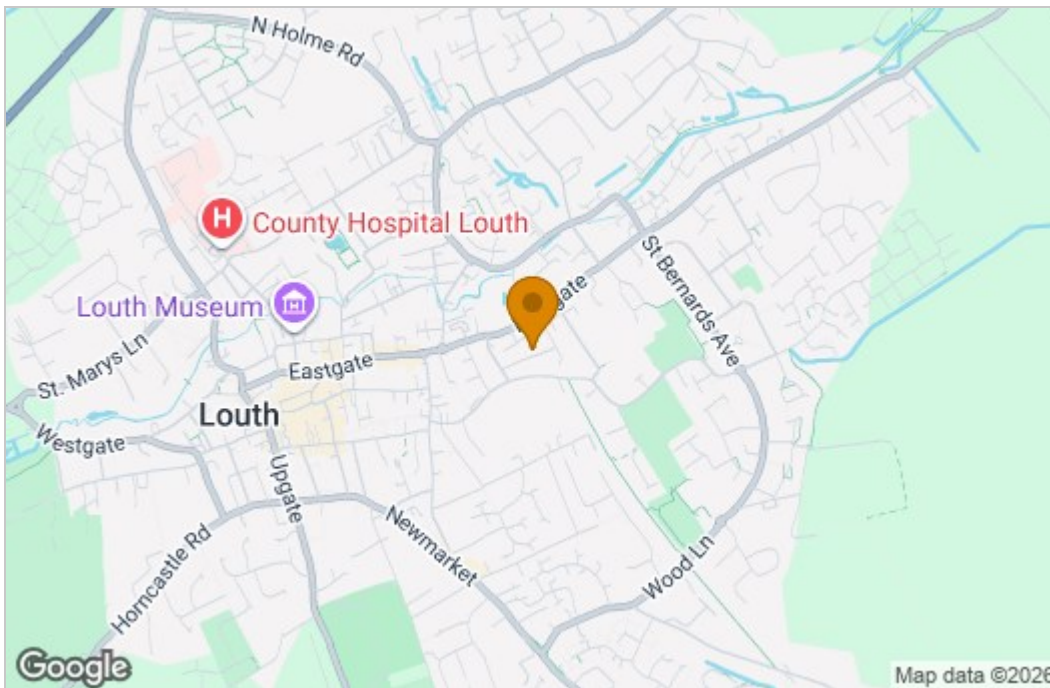 N Holme Rd
H
County Hospital Louth
St Bernards Ave
Louth Museum
Eastgate
St. Marys Ln
Louth
Westgate
Upgate
Newmarket
Horncastle Rd
Wood Ln
Google
Map data ©2026